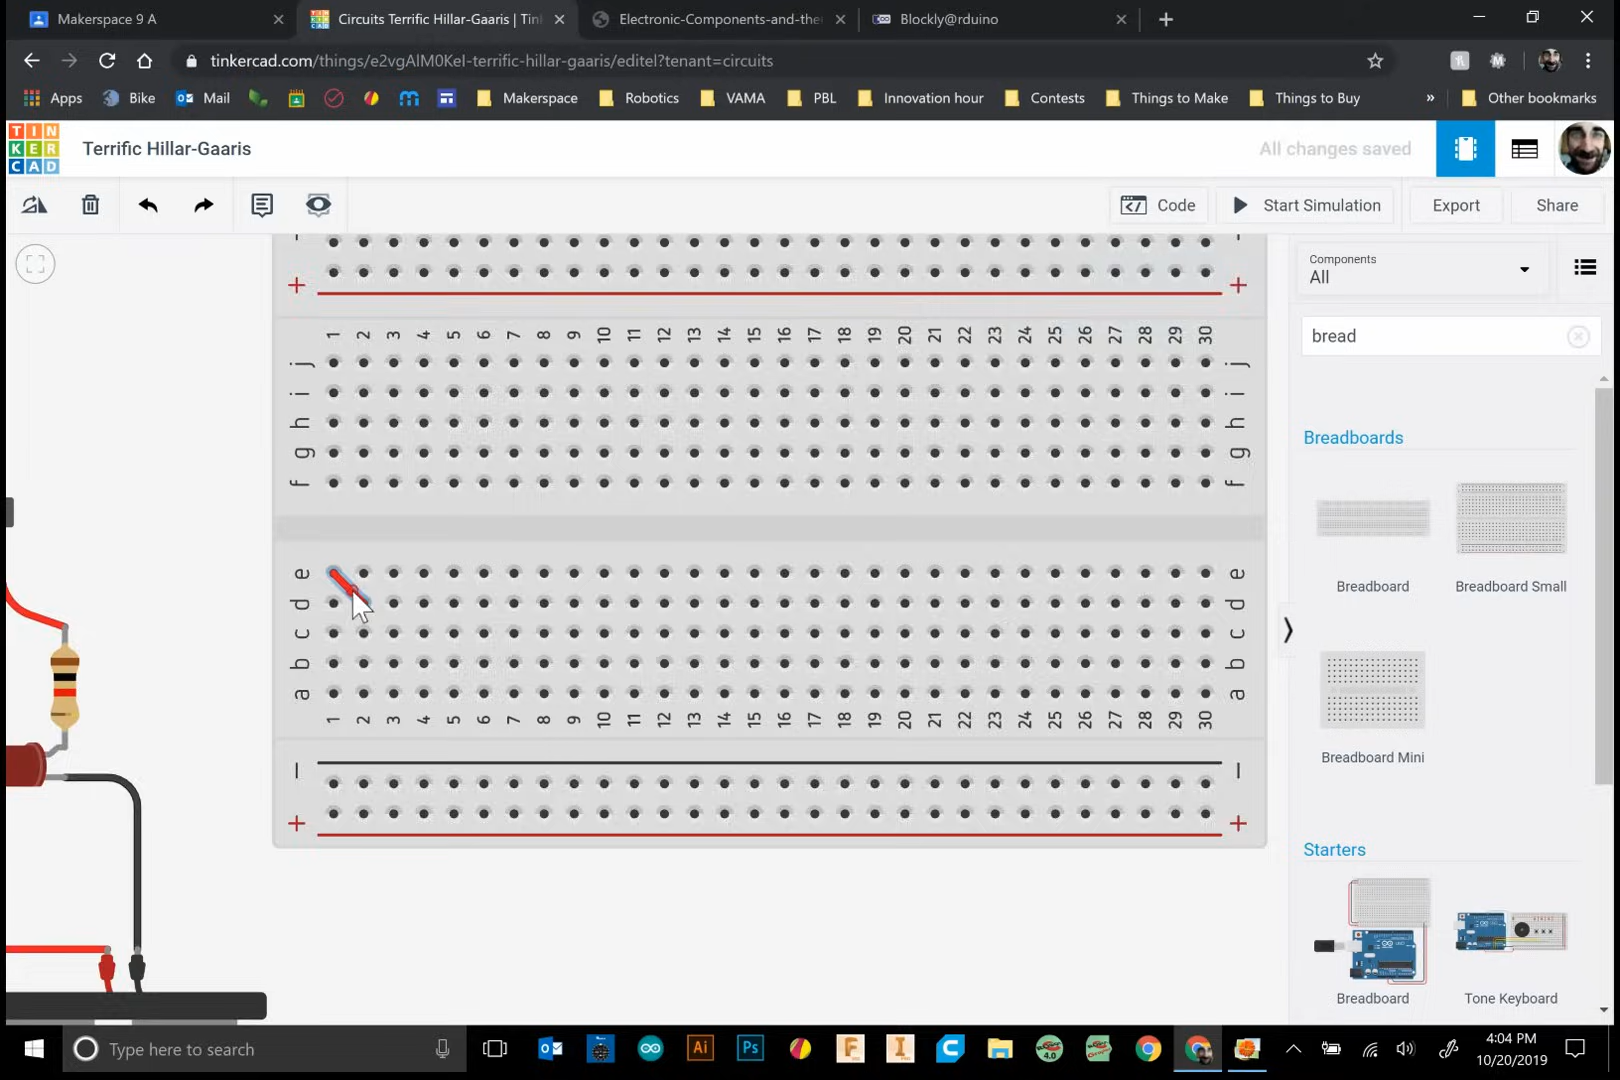 Makerspace 9 A
Circuits Terrific Hillar-Gaaris | Tin
Electronic-Components-and-the
Blockly@rduino
tinkercad.com/things/e2vgAlM0KeI-terrific-hillar-gaaris/editel?tenant=circuits
Apps Bike Mail Makerspace Robotics VAMA PBL Innovation hour Contests Things to Make Things to Buy » Other bookmarks
TIN
KER
CAD
Terrific Hillar-Gaaris
All changes saved
Code
Start Simulation
Export
Share
Components
All
bread
- -
+ +
1 2 3 4 5 6 7 8 9 10 11 12 13 14 15 16 17 18 19 20 21 22 23 24 25 26 27 28 29 30
j j
i i
h h
g g
f f
e e
d d
c c
b b
a a
1 2 3 4 5 6 7 8 9 10 11 12 13 14 15 16 17 18 19 20 21 22 23 24 25 26 27 28 29 30
- -
+ +
Breadboards
Breadboard
Breadboard Small
Breadboard Mini
Starters
Breadboard
Tone Keyboard
Type here to search
Ai
Ps
F
I
C
4.0
4:04 PM
10/20/2019